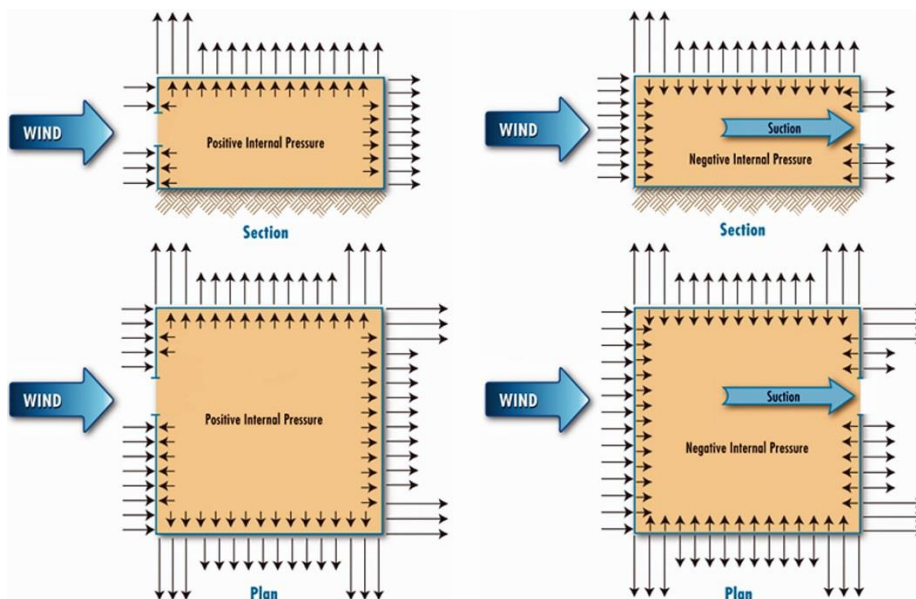 WIND
Positive Internal Pressure
Section
WIND
Suction
Negative Internal Pressure
Section
WIND
Positive Internal Pressure
Plan
WIND
Suction
Negative Internal Pressure
Plan